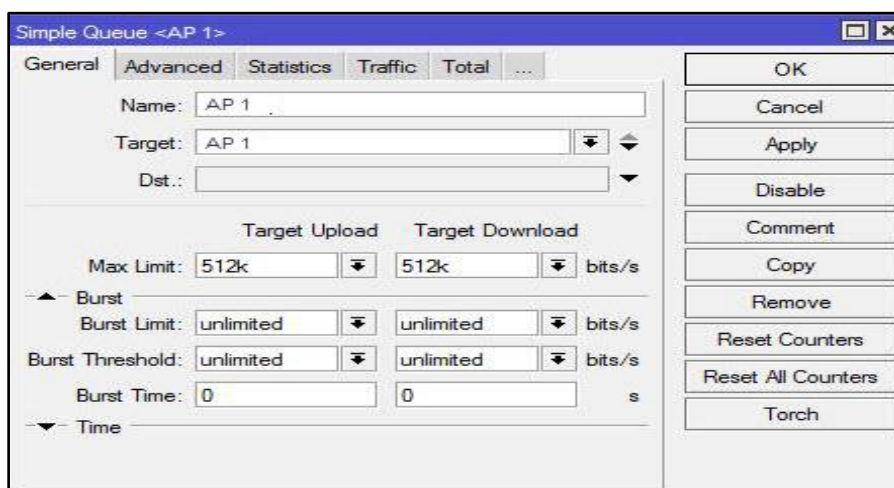 Simple Queue <AP 1>
General Advanced Statistics Traffic Total ...
Name: AP 1 .
Target: AP 1
Dst.:
Target Upload Target Download
Max Limit: 512k 512k bits/s
Burst
Burst Limit: unlimited unlimited bits/s
Burst Threshold: unlimited unlimited bits/s
Burst Time: 0 0 s
Time
OK
Cancel
Apply
Disable
Comment
Copy
Remove
Reset Counters
Reset All Counters
Torch